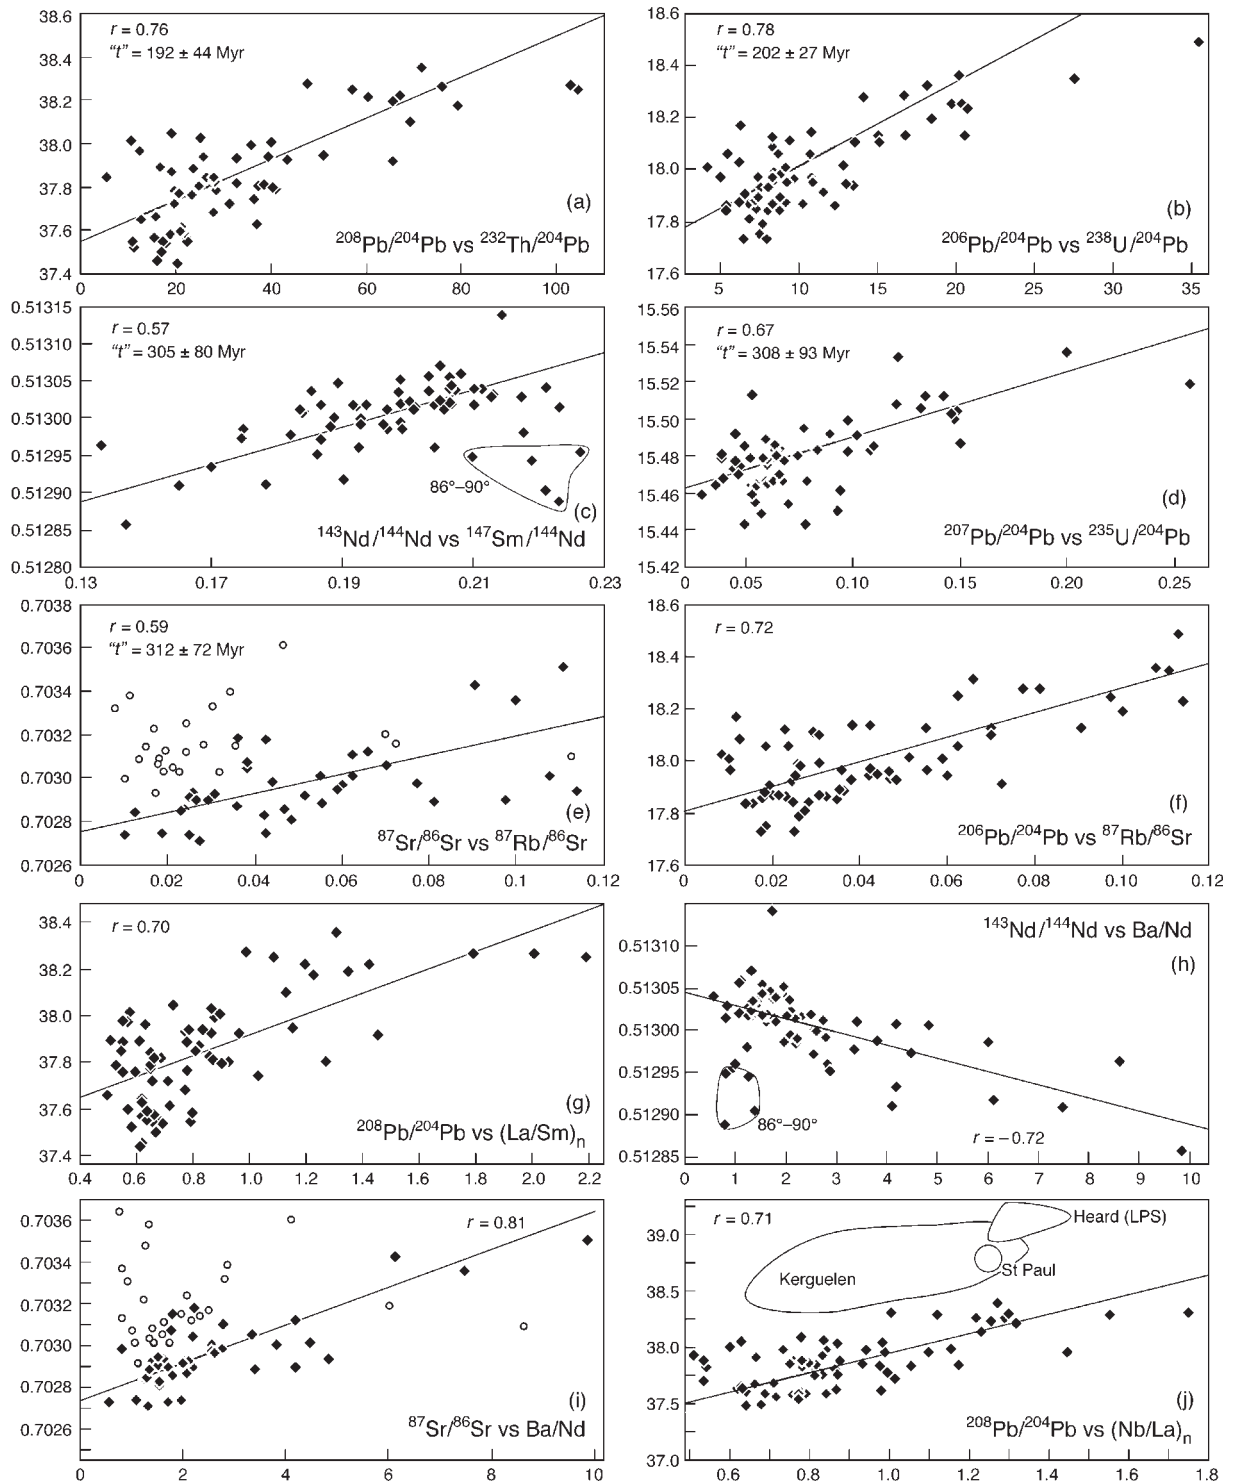 38.6
38.4
38.2
38.0
37.8
37.6
37.4
r = 0.76
“t” = 192 ± 44 Myr
(a)
208Pb/204Pb vs 232Th/204Pb
0 20 40 60 80 100
18.6
18.4
18.2
18.0
17.8
17.6
r = 0.78
“t” = 202 ± 27 Myr
(b)
206Pb/204Pb vs 238U/204Pb
5 10 15 20 25 30 35
0.51315
0.51310
0.51305
0.51300
0.51295
0.51290
0.51285
0.51280
r = 0.57
“t” = 305 ± 80 Myr
86°–90°
(c)
143Nd/144Nd vs 147Sm/144Nd
0.13 0.17 0.19 0.21 0.23
15.56
15.54
15.52
15.50
15.48
15.46
15.44
15.42
r = 0.67
“t” = 308 ± 93 Myr
(d)
207Pb/204Pb vs 235U/204Pb
0 0.05 0.10 0.15 0.20 0.25
0.7038
0.7036
0.7034
0.7032
0.7030
0.7028
0.7026
r = 0.59
“t” = 312 ± 72 Myr
(e)
87Sr/86Sr vs 87Rb/86Sr
0 0.02 0.04 0.06 0.08 0.1 0.12
18.6
18.4
18.2
18.0
17.8
17.6
r = 0.72
(f)
206Pb/204Pb vs 87Rb/86Sr
0 0.02 0.04 0.06 0.08 0.10 0.12
38.4
38.2
38.0
37.8
37.6
37.4
r = 0.70
(g)
208Pb/204Pb vs (La/Sm)n
0.4 0.6 0.8 1.0 1.2 1.4 1.6 1.8 2.0 2.2
0.51310
0.51305
0.51300
0.51295
0.51290
0.51285
143Nd/144Nd vs Ba/Nd
(h)
86°–90°
r = −0.72
0 1 2 3 4 5 6 7 8 9 10
0.7036
0.7034
0.7032
0.7030
0.7028
0.7026
r = 0.81
(i)
87Sr/86Sr vs Ba/Nd
0 2 4 6 8 10
39.0
38.5
38.0
37.5
37.0
r = 0.71
Heard (LPS)
St Paul
Kerguelen
(j)
208Pb/204Pb vs (Nb/La)n
0.6 0.8 1.0 1.2 1.4 1.6 1.8